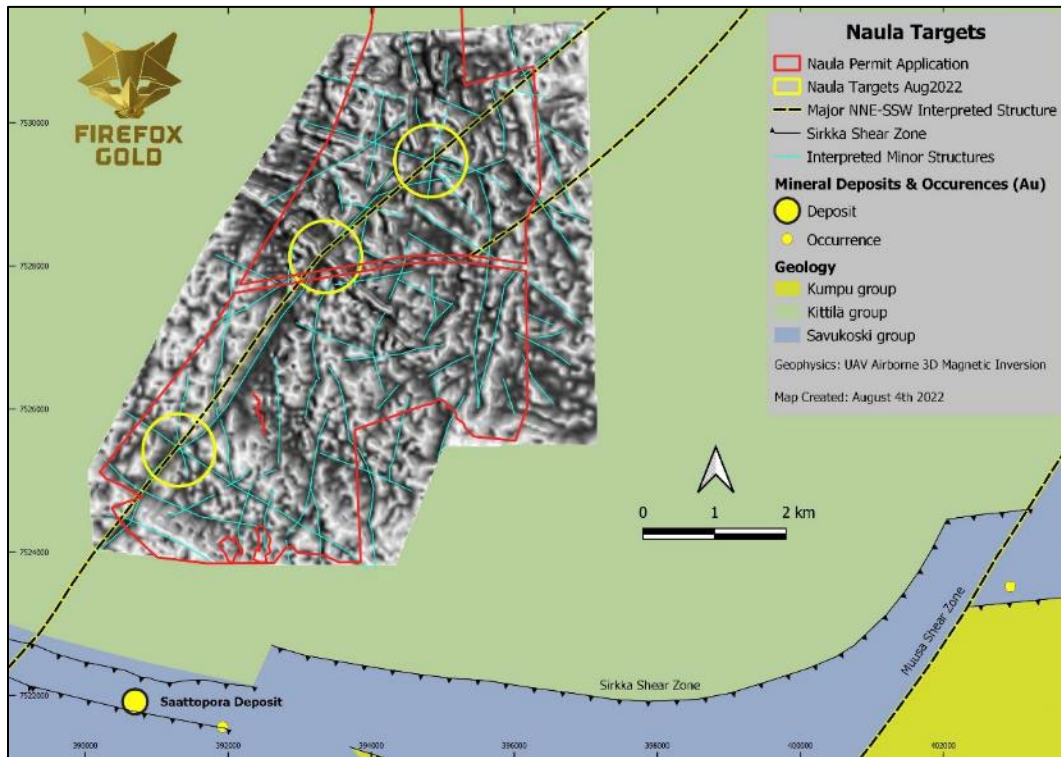 FIREFOX
GOLD
Naula Targets
Naula Permit Application
Naula Targets Aug2022
Major NNE-SSW Interpreted Structure
Sirkka Shear Zone
Interpreted Minor Structures
Mineral Deposits & Occurences (Au)
Deposit
Occurrence
Geology
Kumpu group
Kittilä group
Savukoski group
Geophysics: UAV Airborne 3D Magnetic Inversion
Map Created: August 4th 2022
7530000
7528000
7526000
7524000
7522000
0 1 2 km
Muusa Shear Zone
Sirkka Shear Zone
Saattopora Deposit
390000 392000 394000 396000 398000 400000 402000